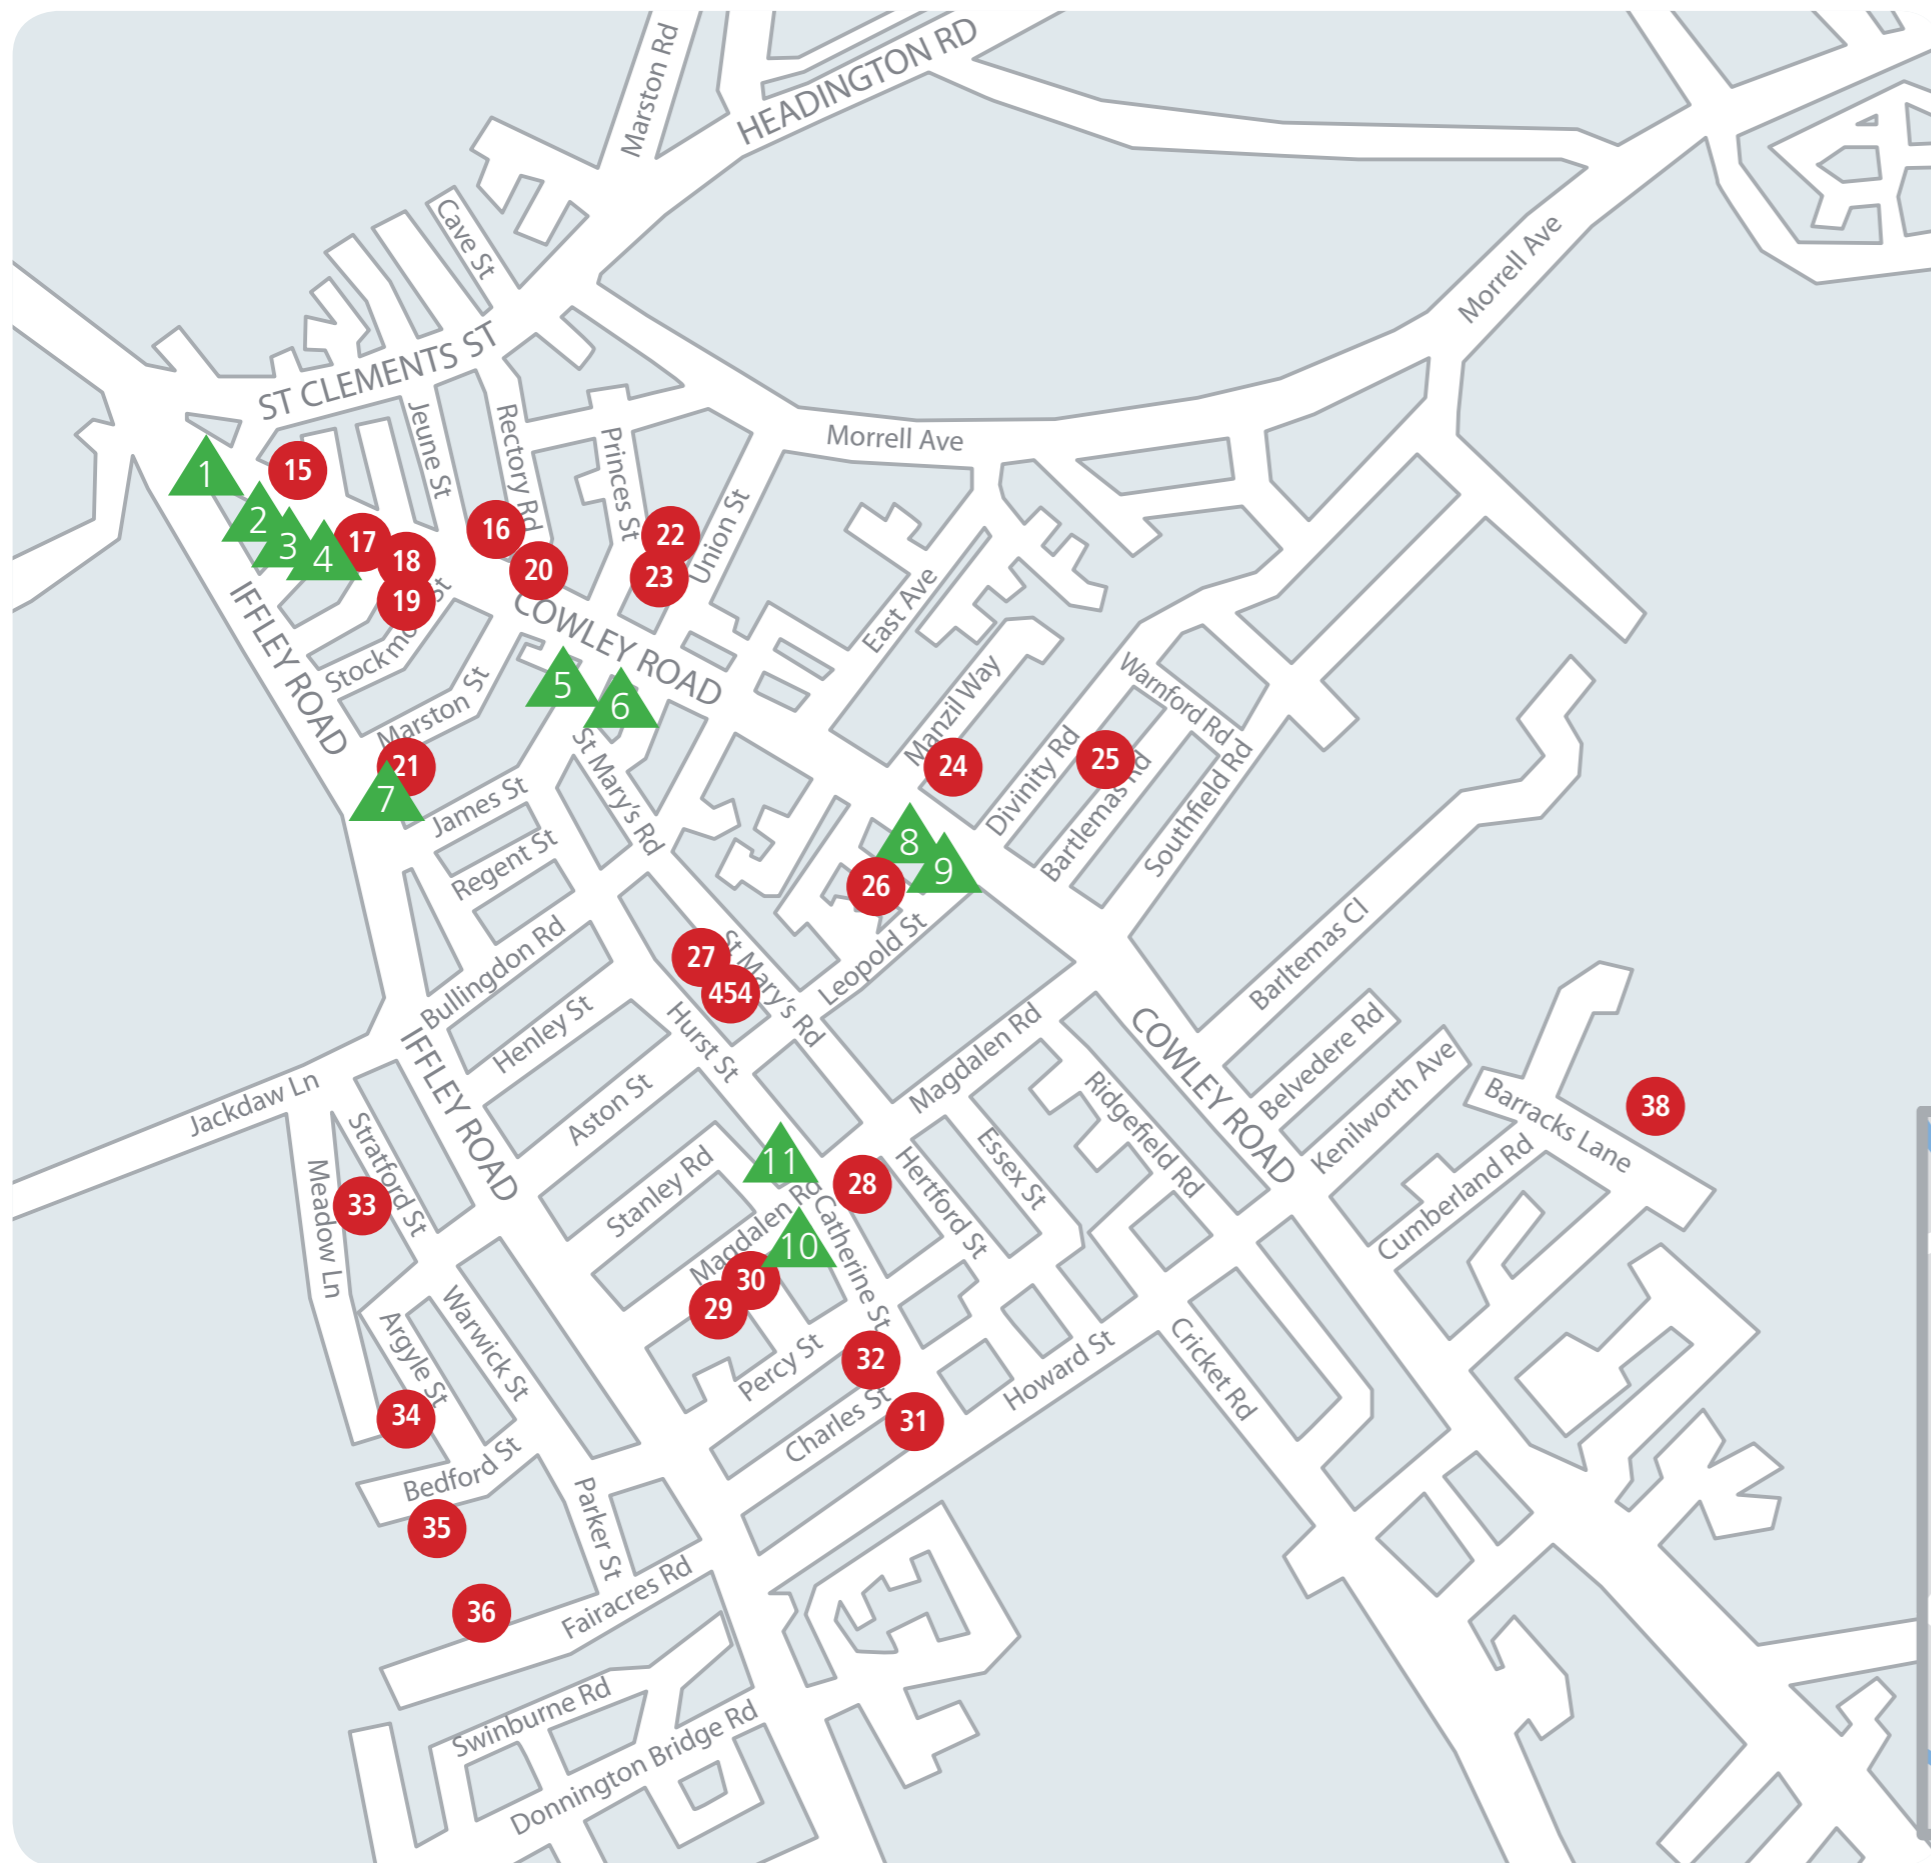 Marston Rd
HEADINGTON RD
Cave St
Morrell Ave
ST CLEMENTS ST
Jeune St
Rectory Rd
Princes St
Union St
Morrell Ave
1
15
2
3
4
17
18
19
16
20
22
23
IFFLEY ROAD
COWLEY ROAD
East Ave
Marston St
5
6
St Mary's Rd
Manzil Way
Warnford Rd
21
7
24
25
Divinity Rd
Bartlemas Rd
Southfield Rd
James St
Regent St
8
9
26
Leopold St
Bullingdon Rd
27
454
St Mary's Rd
Barltemas Cl
Henley St
Hurst St
IFFLEY ROAD
Magdalen Rd
COWLEY ROAD
Belvedere Rd
Kenilworth Ave
Jackdaw Ln
Aston St
Ridgefield Rd
Barracks Lane
38
Stratford St
Meadow Ln
33
Stanley Rd
11
28
Hertford St
Essex St
Cumberland Rd
Magdalen Rd
Catherine St
10
30
29
Argyle St
Warwick St
Percy St
32
Charles St
31
Howard St
Cricket Rd
34
Bedford St
35
Parker St
36
Fairacres Rd
Swinburne Rd
Donnington Bridge Rd